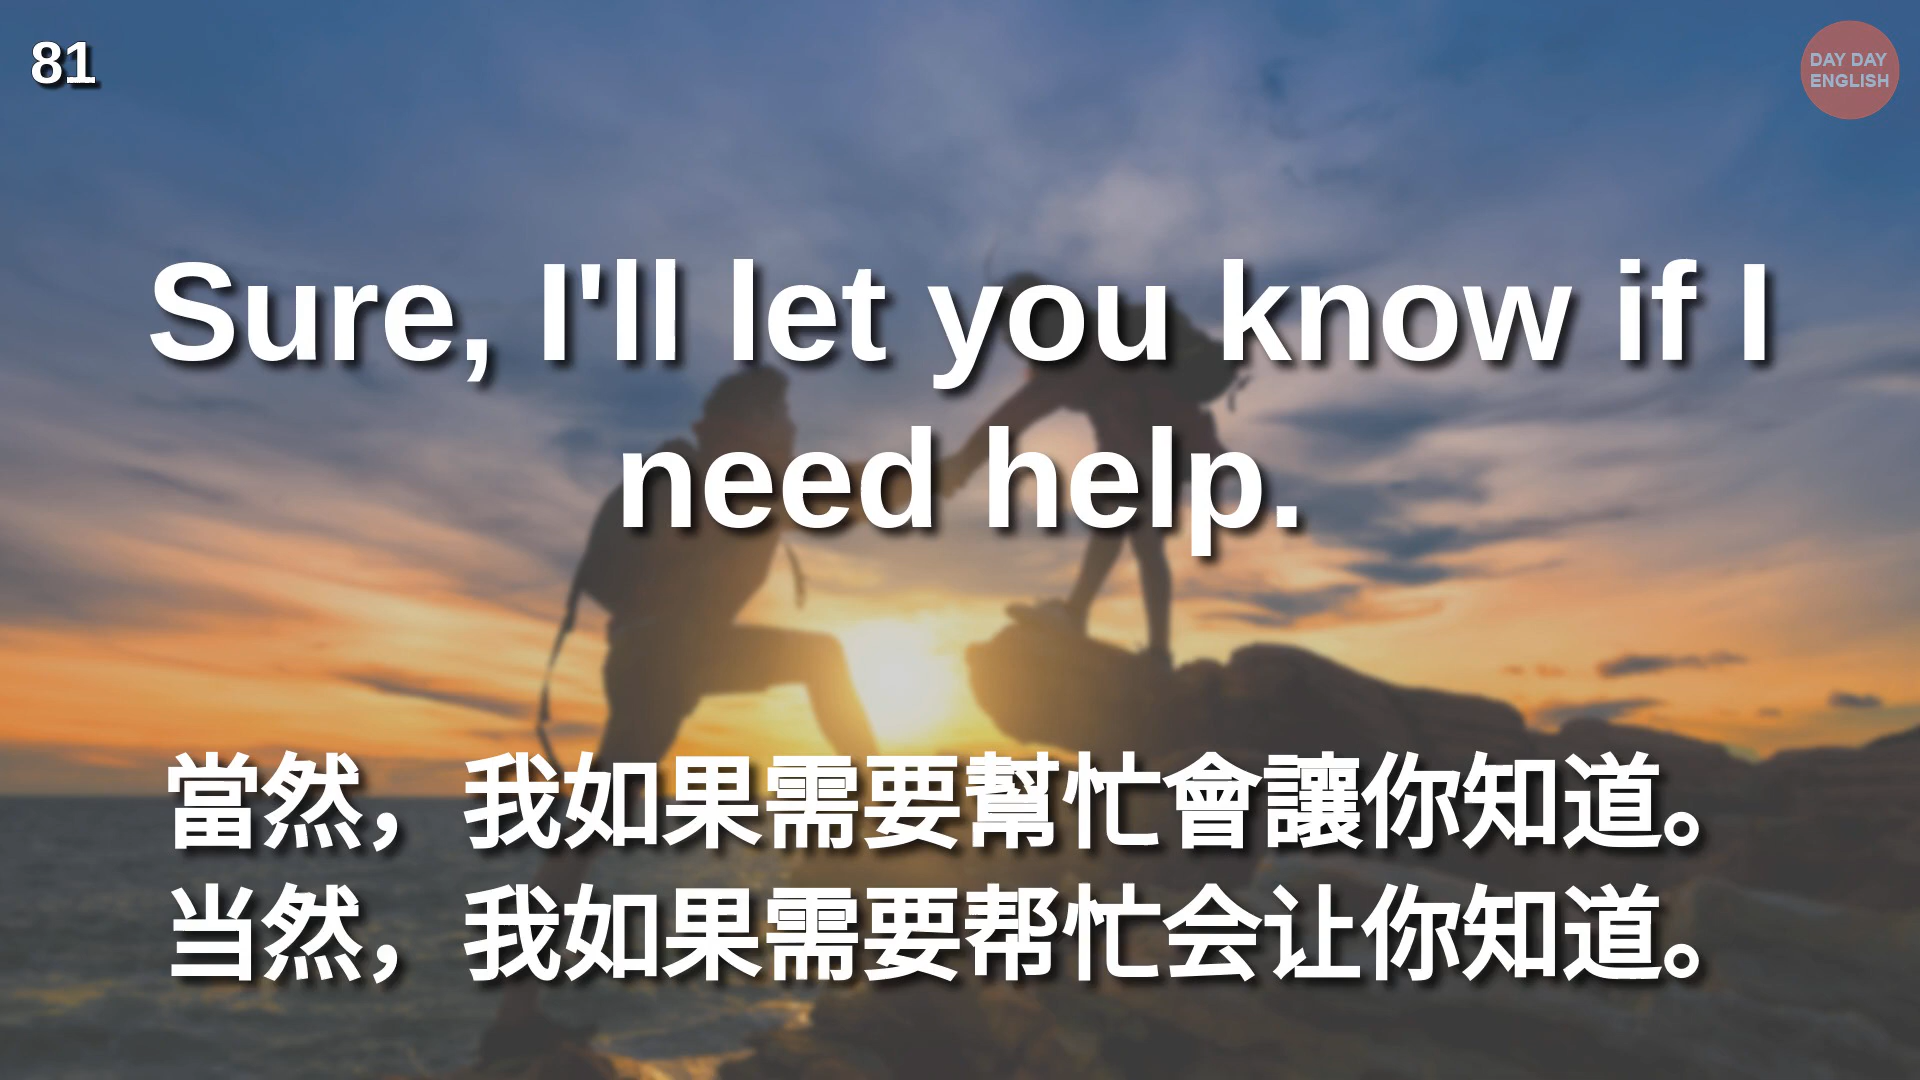 81
DAY DAY
ENGLISH
Sure, I'll let you know if I
need help.
當然，我如果需要幫忙會讓你知道。
当然，我如果需要帮忙会让你知道。